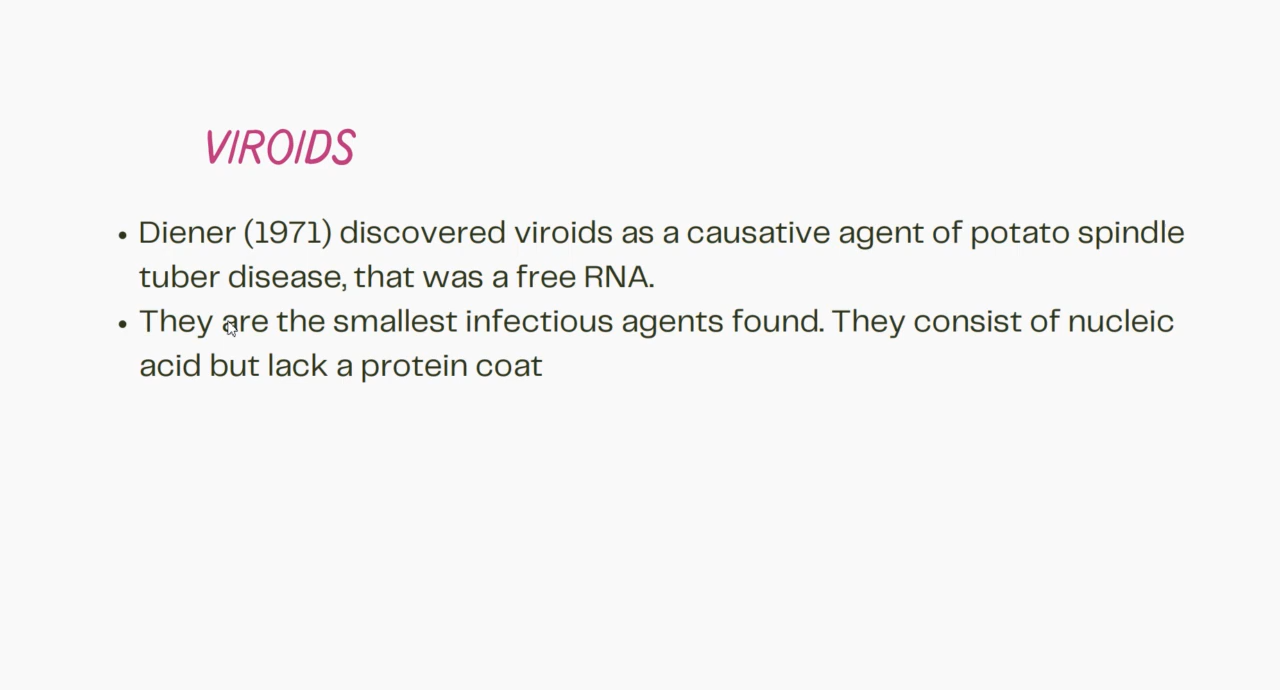 VIROIDS
• Diener (1971) discovered viroids as a causative agent of potato spindle
tuber disease, that was a free RNA.
• They are the smallest infectious agents found. They consist of nucleic
acid but lack a protein coat